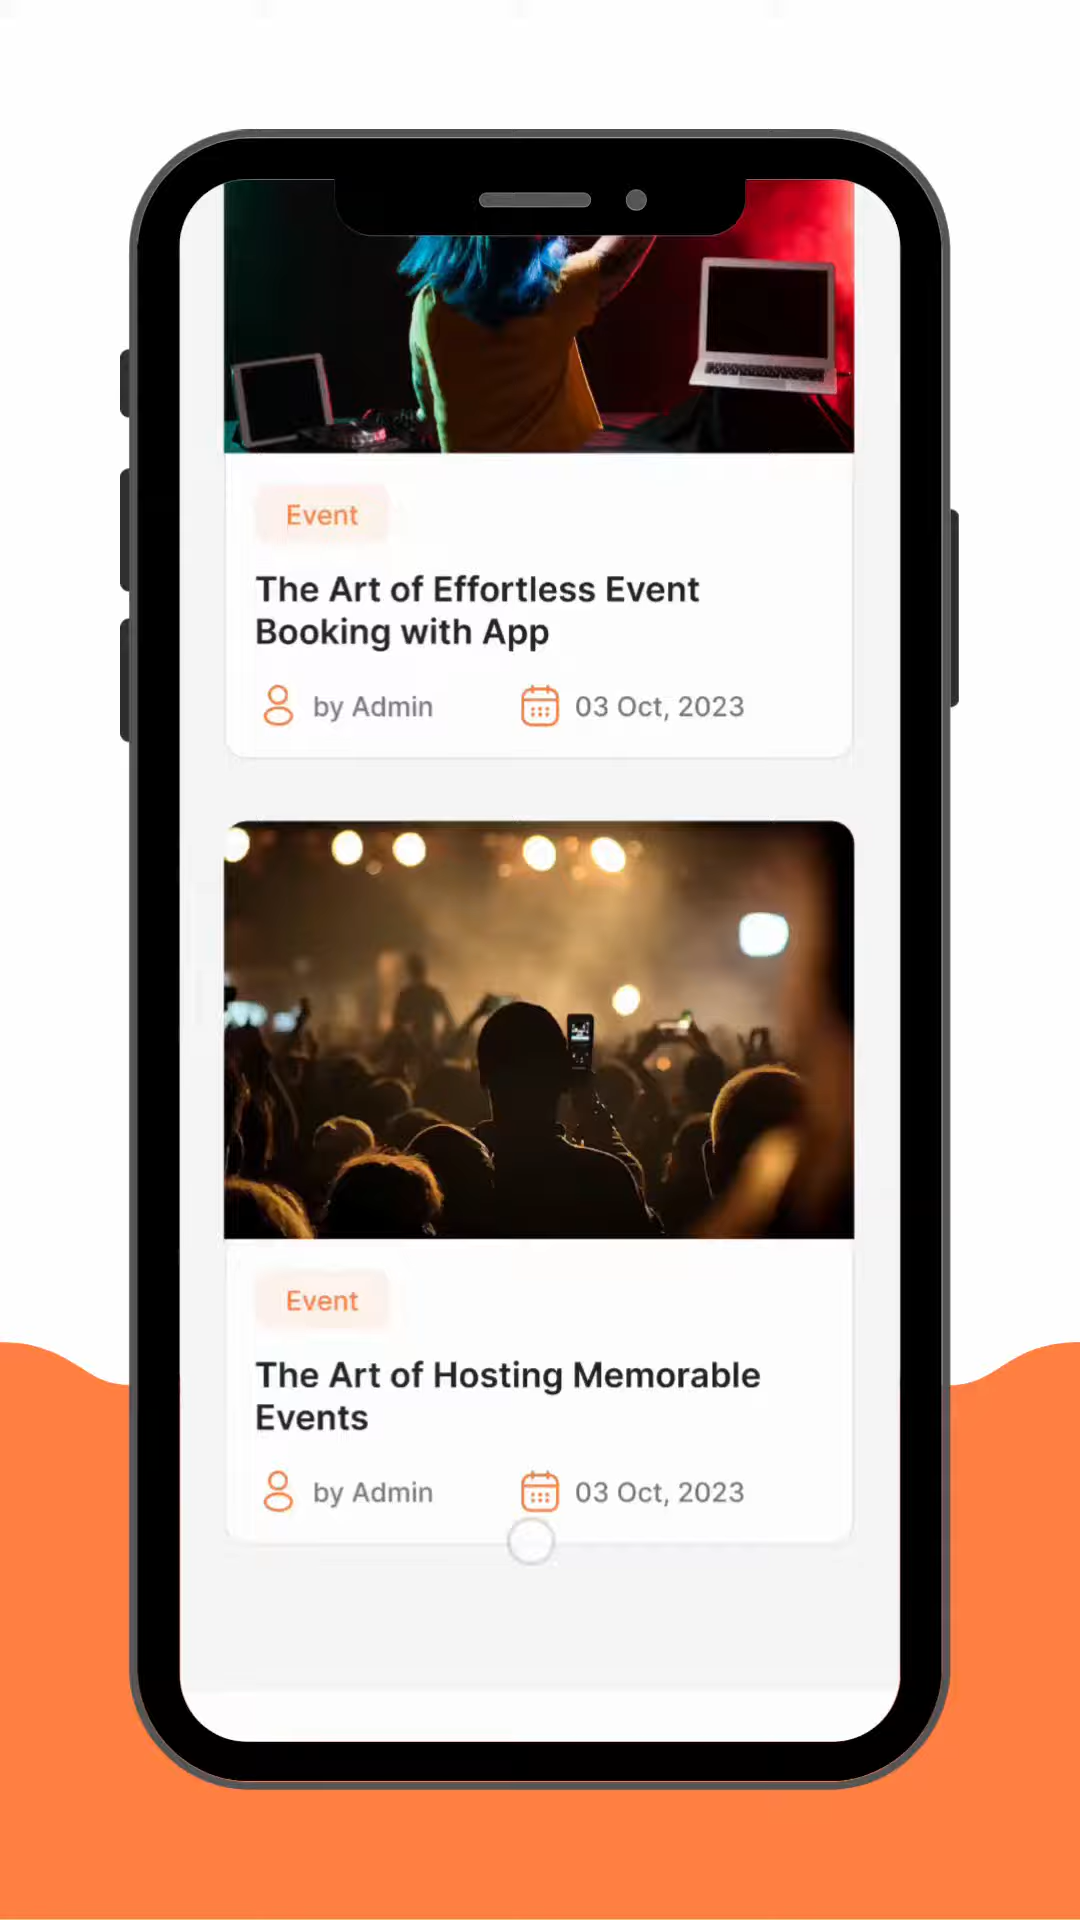 Event
The Art of Effortless Event
Booking with App
by Admin 03 Oct, 2023
Event
The Art of Hosting Memorable
Events
by Admin 03 Oct, 2023